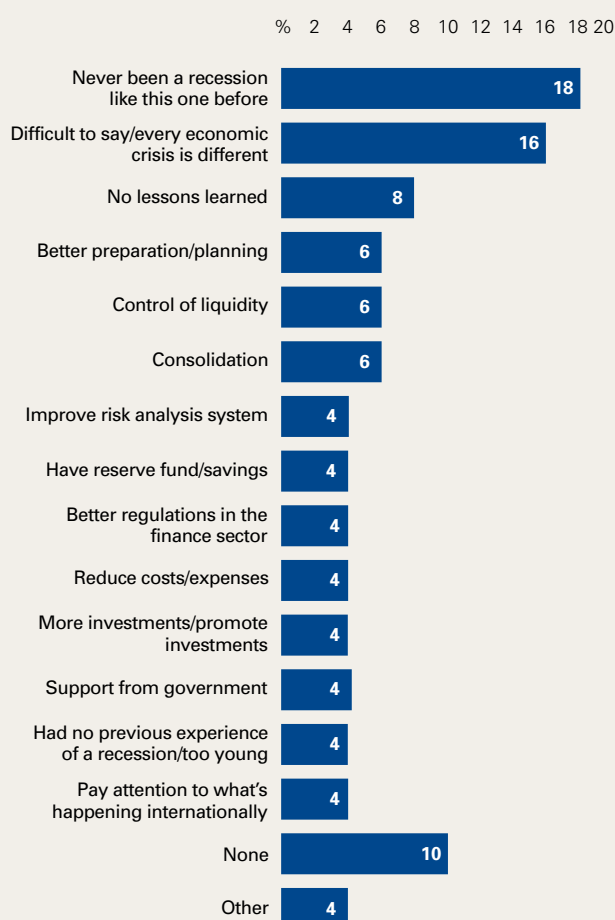 % 2 4 6 8 10 12 14 16 18 20
Never been a recession
like this one before
18
Difficult to say/every economic
crisis is different
16
No lessons learned
8
Better preparation/planning
6
Control of liquidity
6
Consolidation
6
Improve risk analysis system
4
Have reserve fund/savings
4
Better regulations in the
finance sector
4
Reduce costs/expenses
4
More investments/promote
investments
4
Support from government
4
Had no previous experience
of a recession/too young
4
Pay attention to what's
happening internationally
4
None
10
Other
4